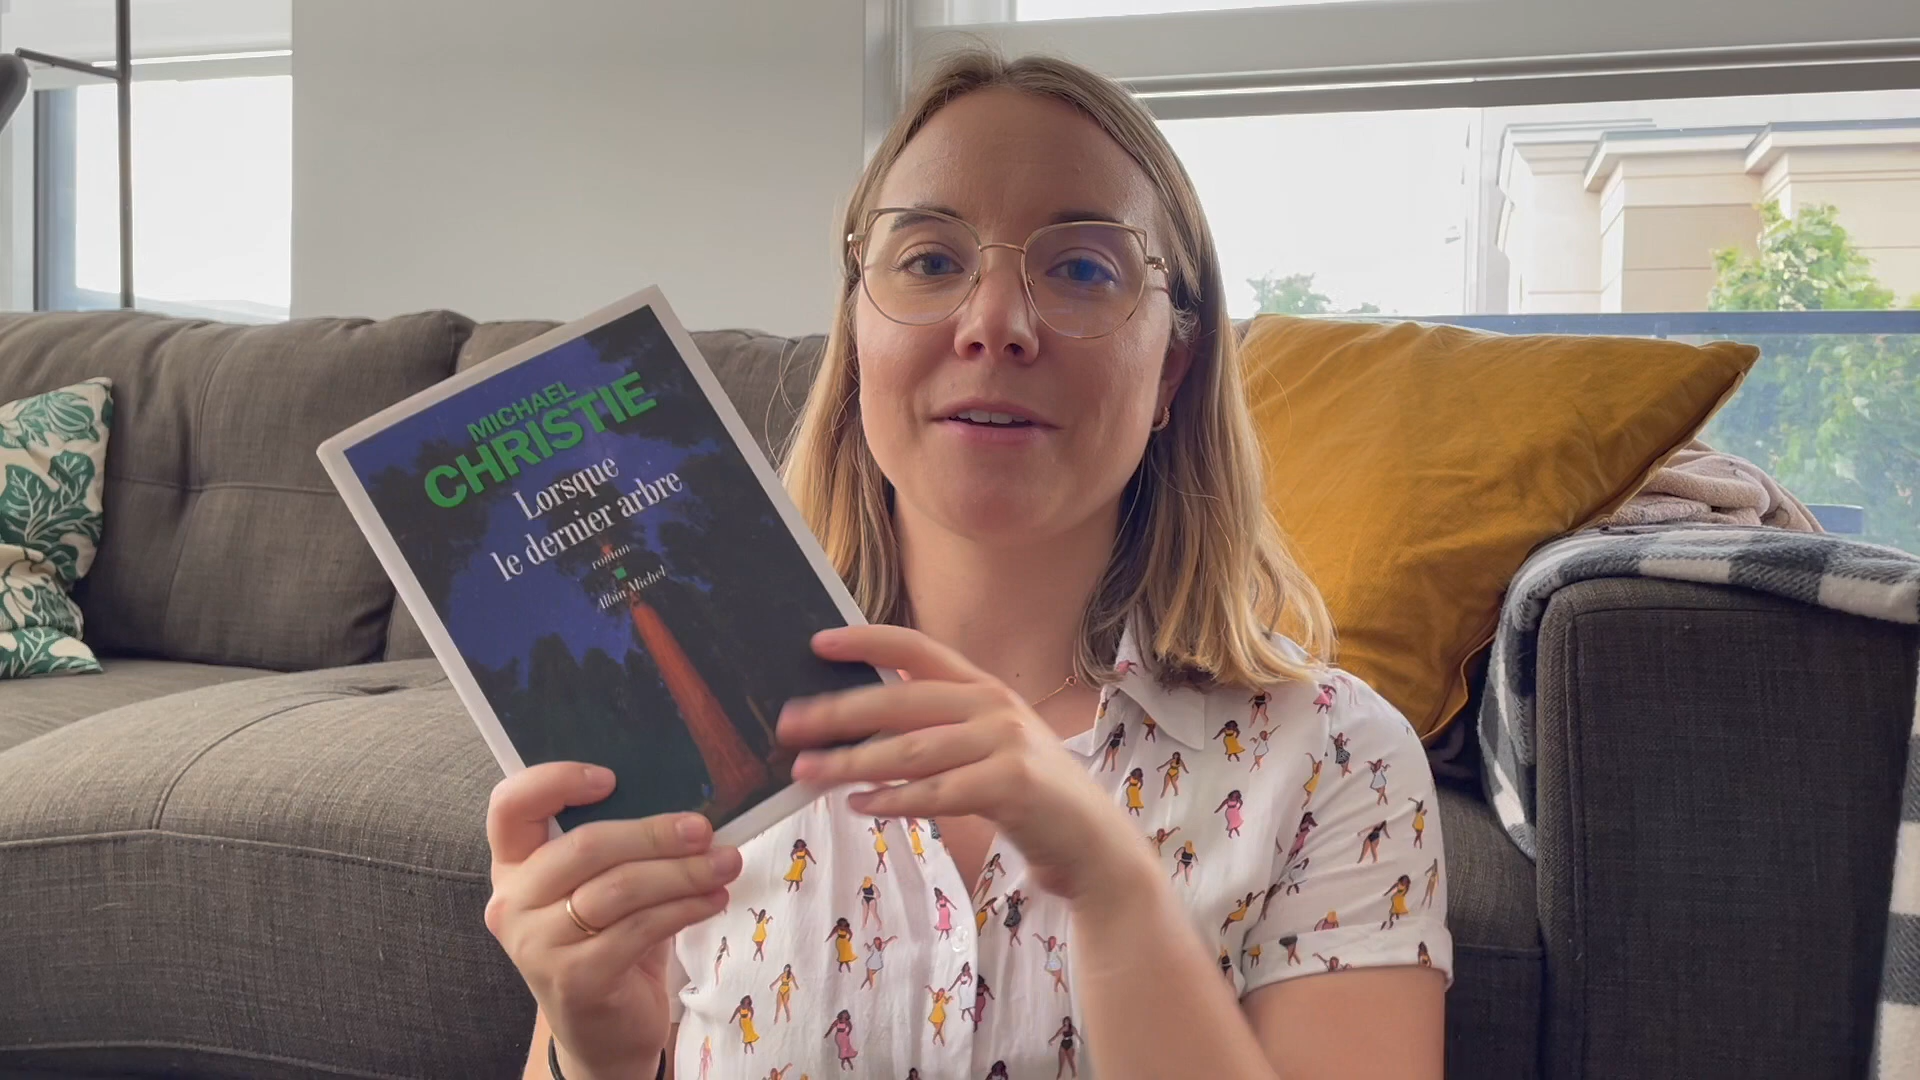 MICHAEL
CHRISTIE
Lorsque
le dernier arbre
roman
Albin Michel